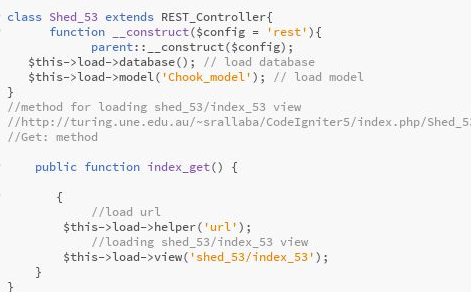 class Shed_53 extends REST_Controller{
function __construct($config = 'rest'){
parent::__construct($config);
$this->load->database(); // load database
$this->load->model('Chook_model'); // load model
}
//method for loading shed_53/index_53 view
//http://turing.une.edu.au/~srallaba/CodeIgniter5/index.php/Shed_53
//Get: method
public function index_get() {
{
//load url
$this->load->helper('url');
//loading shed_53/index_53 view
$this->load->view('shed_53/index_53');
}
}